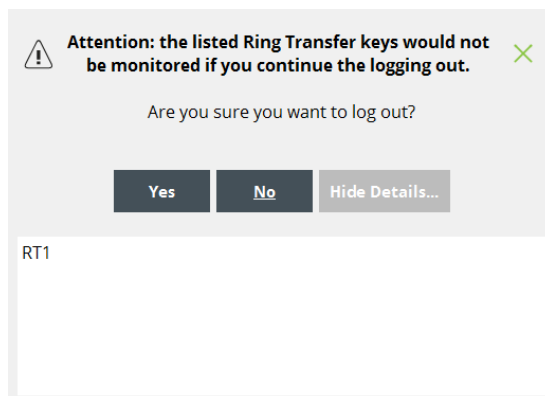 Attention: the listed Ring Transfer keys would not
be monitored if you continue the logging out.
Are you sure you want to log out?
Yes
No
Hide Details...
RT1